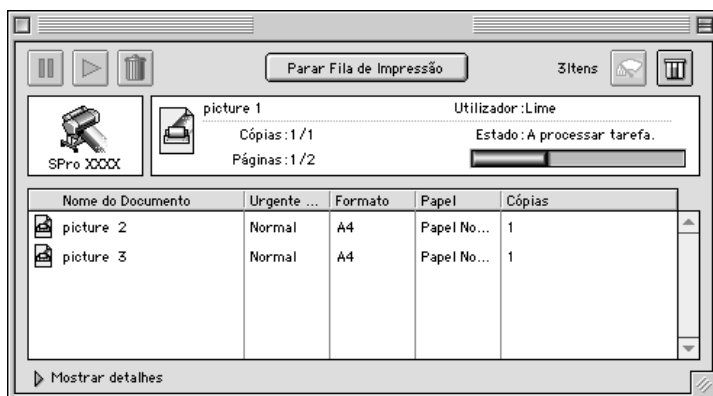 Parar Fila de Impressão
3Itens
SPro XXXX
picture 1
Utilizador:Lime
Cópias:1/1
Estado:A processar tarefa.
Páginas:1/2
Nome do Documento Urgente ... Formato Papel Cópias
picture 2 Normal A4 Papel No... 1
picture 3 Normal A4 Papel No... 1
Mostrar detalhes